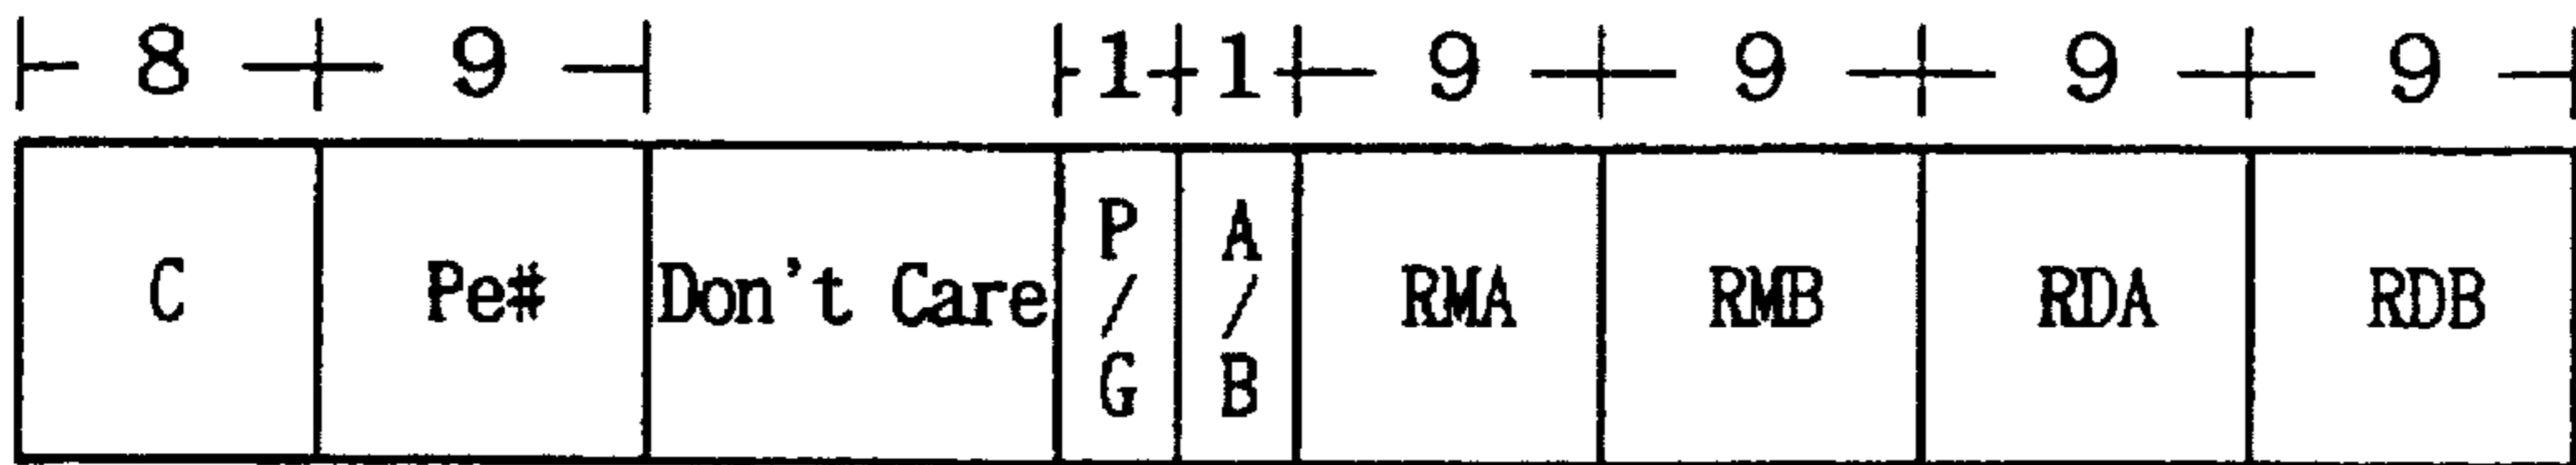 8 9 1 1 9 9 9 9
C Pe# Don't Care P/G A/B RMA RMB RDA RDB